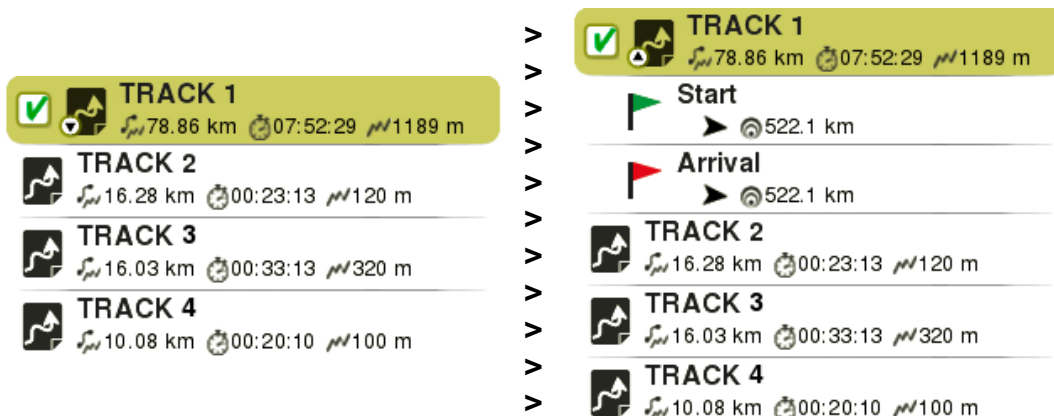 TRACK 1
78.86 km 07:52:29 1189 m
TRACK 2
16.28 km 00:23:13 120 m
TRACK 3
16.03 km 00:33:13 320 m
TRACK 4
10.08 km 00:20:10 100 m
>
>
>
>
>
>
>
>
>
>
>
TRACK 1
78.86 km 07:52:29 1189 m
Start
522.1 km
Arrival
522.1 km
TRACK 2
16.28 km 00:23:13 120 m
TRACK 3
16.03 km 00:33:13 320 m
TRACK 4
10.08 km 00:20:10 100 m